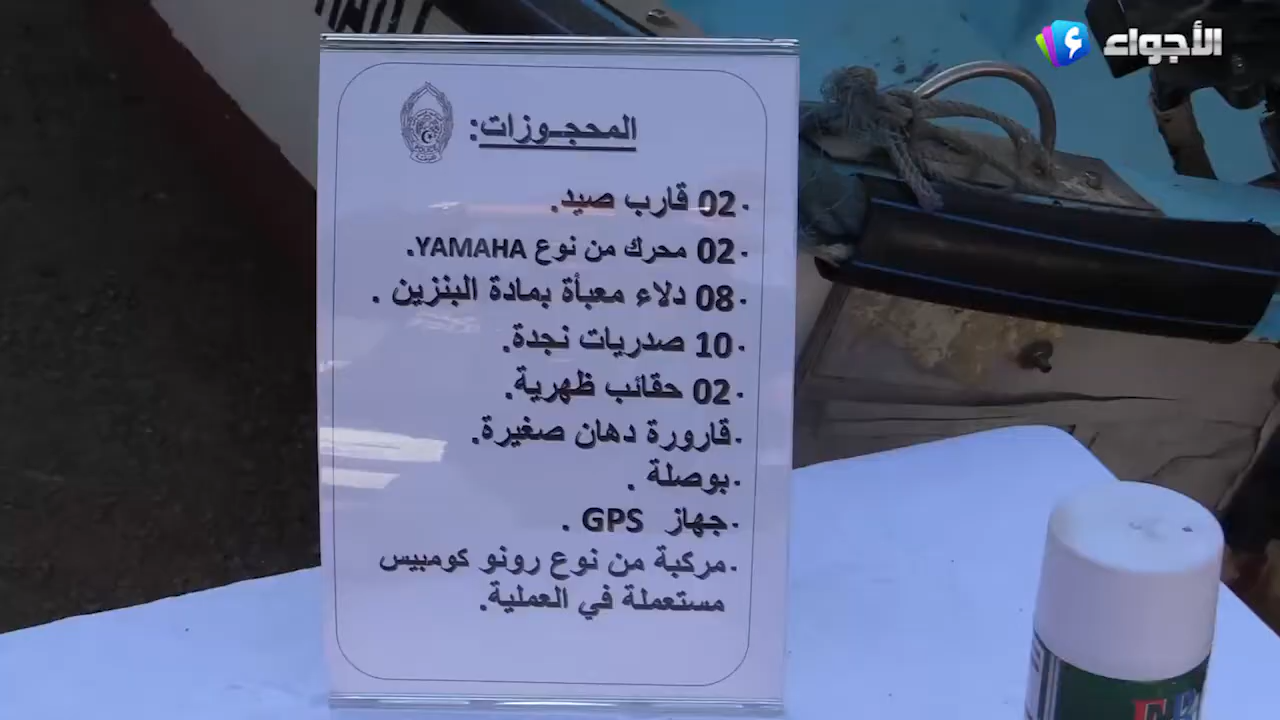 الأجواء
المحجـوزات:
02 قارب صيد.
02 محرك من نوع YAMAHA.
08 دلاء معبأة بمادة البنزين .
10 صدريات نجدة.
02 حقائب ظهرية.
قارورة دهان صغيرة.
بوصلة .
جهاز GPS .
مركبة من نوع رونو كومبيس
مستعملة في العملية.